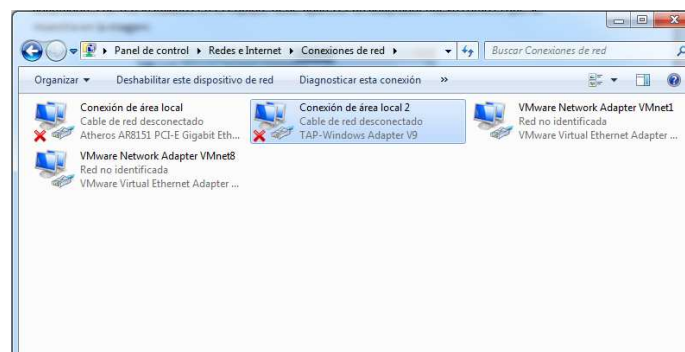 Panel de control ▸ Redes e Internet ▸ Conexiones de red ▸
Buscar Conexiones de red
Organizar ▾ Deshabilitar este dispositivo de red Diagnosticar esta conexión »
Conexión de área local
Cable de red desconectado
Atheros AR8151 PCI-E Gigabit Eth...
Conexión de área local 2
Cable de red desconectado
TAP-Windows Adapter V9
VMware Network Adapter VMnet1
Red no identificada
VMware Virtual Ethernet Adapter ...
VMware Network Adapter VMnet8
Red no identificada
VMware Virtual Ethernet Adapter ...